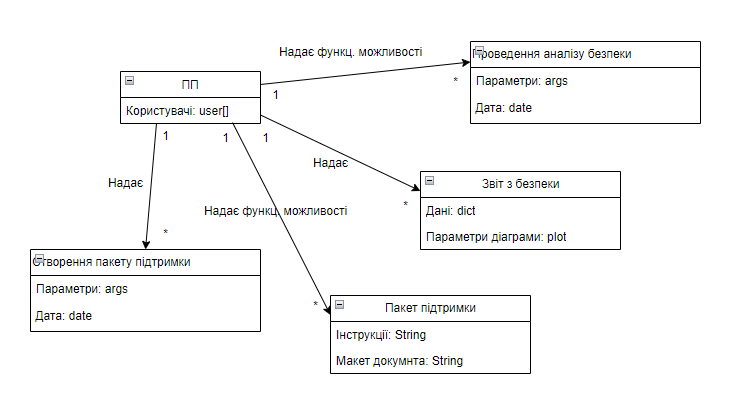 Надає функц. можливості
Проведення аналізу безпеки
Параметри: args
Дата: date
*
ПП
Користувачі: user[]
1
1
1
1
Надає
Звіт з безпеки
Дані: dict
Параметри діаграми: plot
*
Надає
Надає функц. можливості
*
Створення пакету підтримки
Параметри: args
Дата: date
*
Пакет підтримки
Інструкції: String
Макет докумнта: String